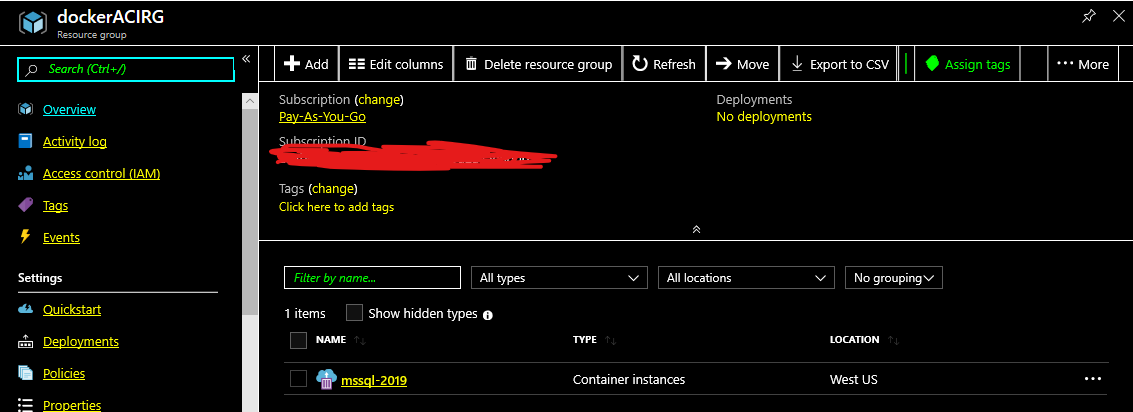 dockerACIRG
Resource group
Search (Ctrl+/)
«
Overview
Activity log
Access control (IAM)
Tags
Events
Settings
Quickstart
Deployments
Policies
Properties
Add
Edit columns
Delete resource group
Refresh
Move
Export to CSV
Assign tags
More
Subscription (change)
Pay-As-You-Go
Subscription ID
Tags (change)
Click here to add tags
Deployments
No deployments
Filter by name...
All types
All locations
No grouping
1 items
Show hidden types
NAME TYPE LOCATION
mssql-2019 Container instances West US